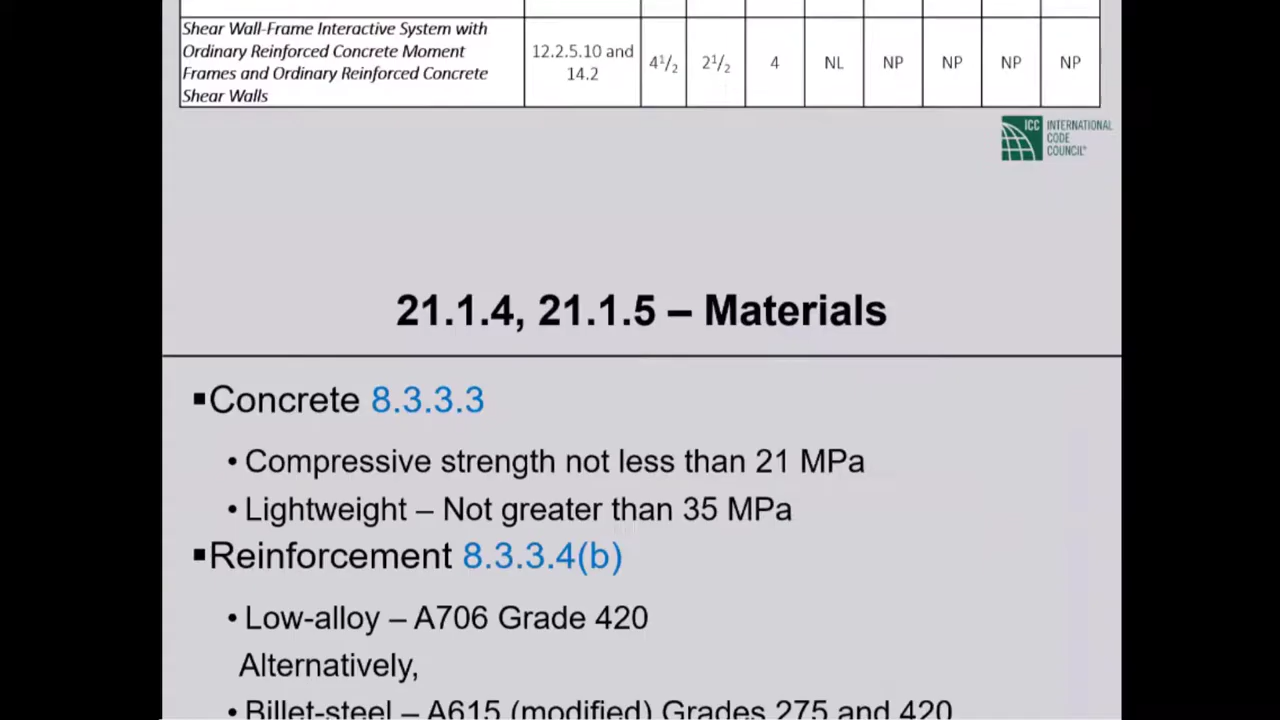 Shear Wall-Frame Interactive System with
Ordinary Reinforced Concrete Moment
Frames and Ordinary Reinforced Concrete
Shear Walls
12.2.5.10 and
14.2
4¹/₂
2¹/₂
4
NL
NP
NP
NP
NP
ICC
INTERNATIONAL
CODE
COUNCIL®
21.1.4, 21.1.5 – Materials
▪Concrete 8.3.3.3
• Compressive strength not less than 21 MPa
• Lightweight – Not greater than 35 MPa
▪Reinforcement 8.3.3.4(b)
• Low-alloy – A706 Grade 420
Alternatively,
• Billet-steel – A615 (modified) Grades 275 and 420